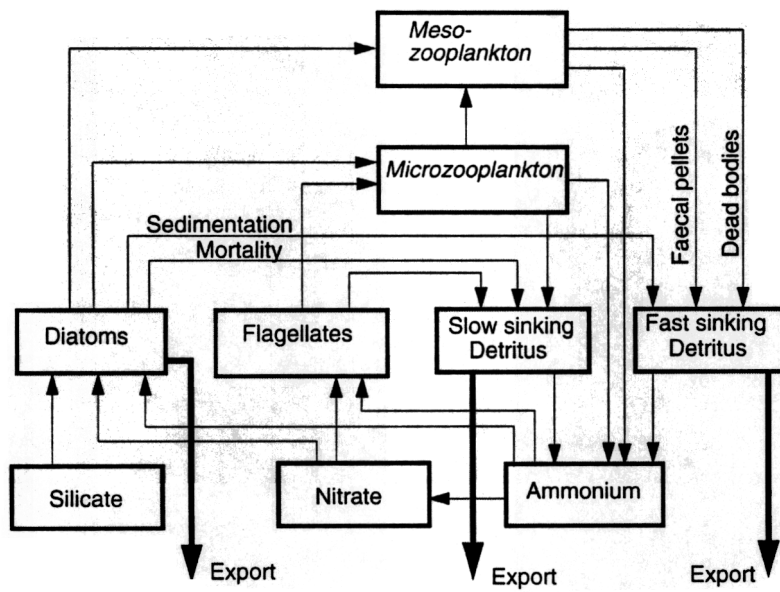 Meso-
zooplankton
Microzooplankton
Faecal pellets
Dead bodies
Sedimentation
Mortality
Diatoms
Flagellates
Slow sinking
Detritus
Fast sinking
Detritus
Silicate
Nitrate
Ammonium
Export
Export
Export